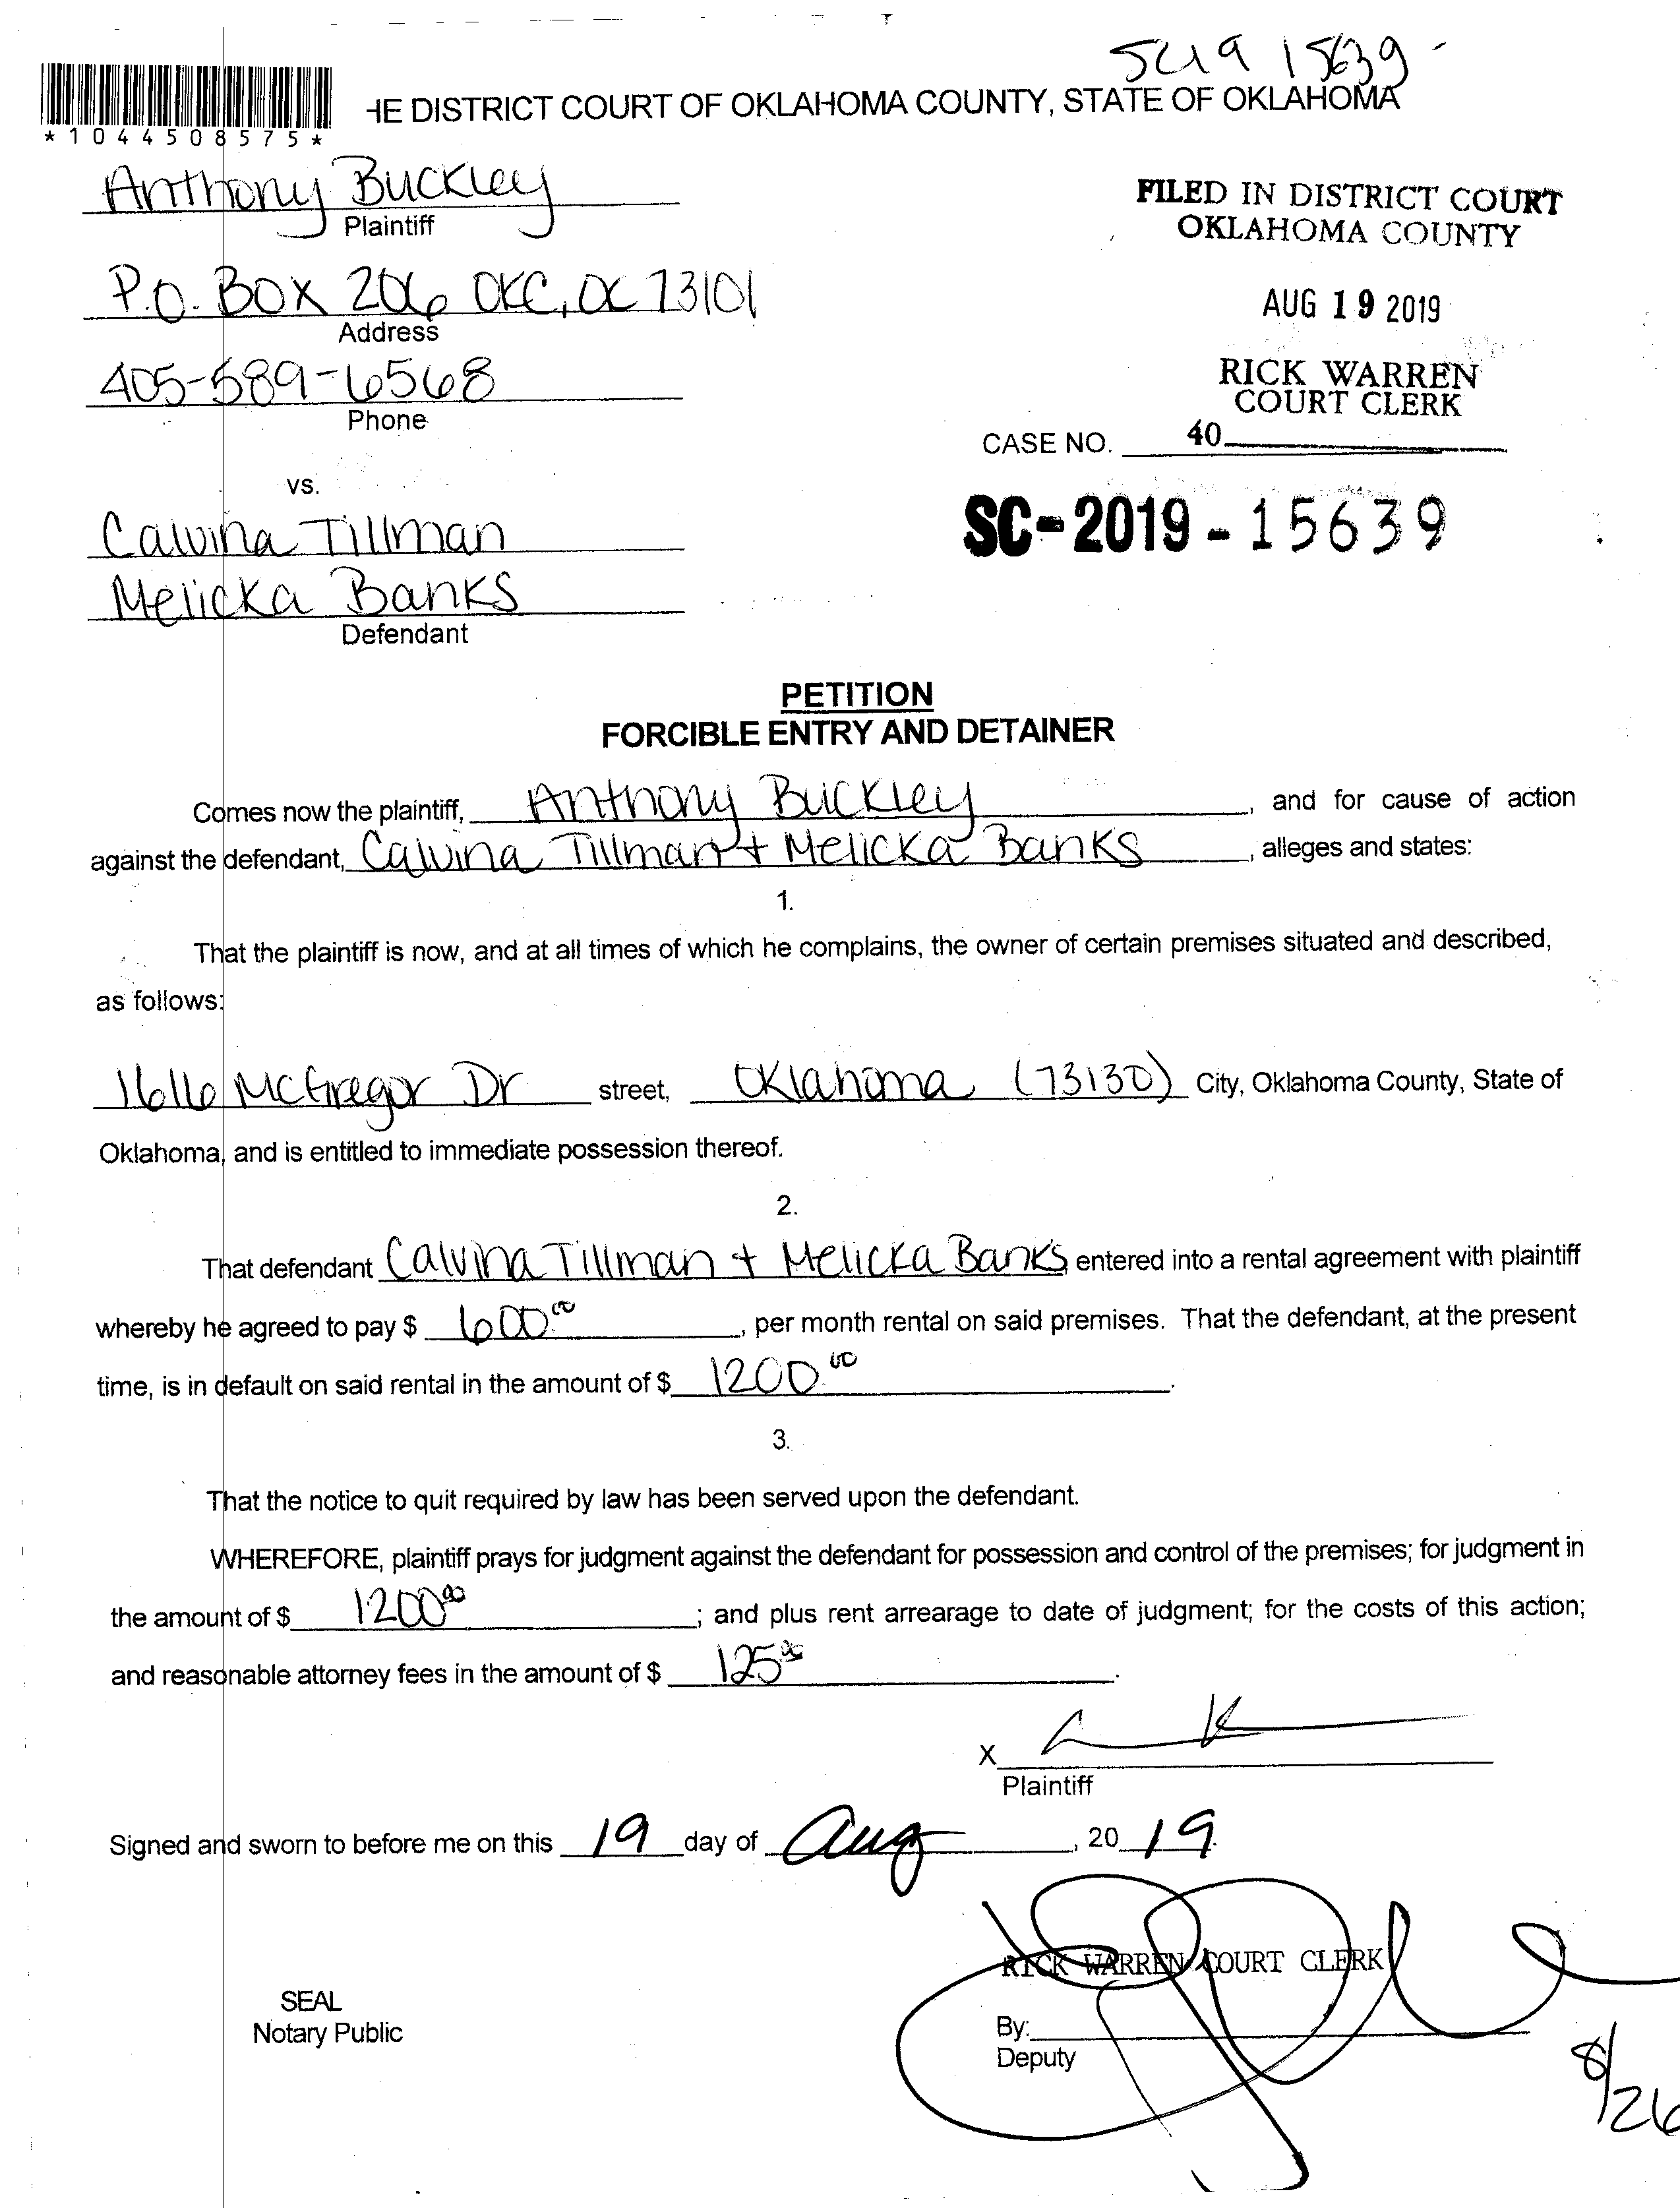 SC19 15639
HE DISTRICT COURT OF OKLAHOMA COUNTY, STATE OF OKLAHOMA
*1044508575*
Anthony Buckley
Plaintiff
FILED IN DISTRICT COURT
OKLAHOMA COUNTY
P.O. Box 206 OKC, OK 73101
Address
AUG 19 2019
405-589-6568
Phone
RICK WARREN
COURT CLERK
CASE NO. 40
vs.
SC-2019-15639
Calvina Tillman
Melicka Banks
Defendant
PETITION
FORCIBLE ENTRY AND DETAINER
Comes now the plaintiff, Anthony Buckley, and for cause of action
against the defendant, Calvina Tillman + Melicka Banks, alleges and states:
1.
That the plaintiff is now, and at all times of which he complains, the owner of certain premises situated and described,
as follows:
1616 McGregor Dr street, Oklahoma (73130) City, Oklahoma County, State of
Oklahoma, and is entitled to immediate possession thereof.
2.
That defendant Calvina Tillman + Melicka Banks entered into a rental agreement with plaintiff
whereby he agreed to pay $ 600.00, per month rental on said premises. That the defendant, at the present
time, is in default on said rental in the amount of $ 1200.00.
3.
That the notice to quit required by law has been served upon the defendant.
WHEREFORE, plaintiff prays for judgment against the defendant for possession and control of the premises; for judgment in
the amount of $ 1200.00; and plus rent arrearage to date of judgment; for the costs of this action;
and reasonable attorney fees in the amount of $ 125.00.
X
Plaintiff
Signed and sworn to before me on this 19 day of Aug, 20 19.
RICK WARREN COURT CLERK
SEAL
Notary Public
By:
Deputy
8/26